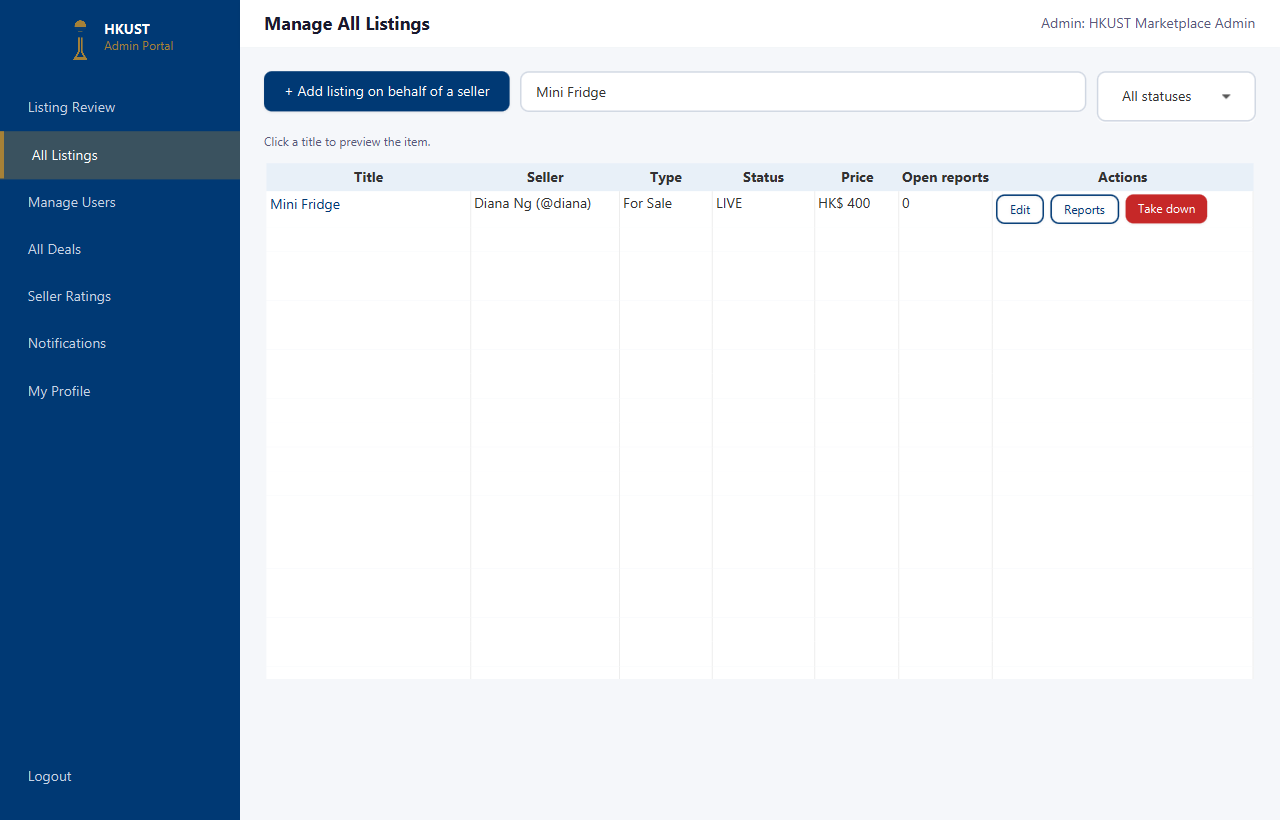 HKUST
Admin Portal
Listing Review
All Listings
Manage Users
All Deals
Seller Ratings
Notifications
My Profile
Logout
Manage All Listings
Admin: HKUST Marketplace Admin
+ Add listing on behalf of a seller
Mini Fridge
All statuses
Click a title to preview the item.
Title Seller Type Status Price Open reports Actions
Mini Fridge Diana Ng (@diana) For Sale LIVE HK$ 400 0 Edit Reports Take down